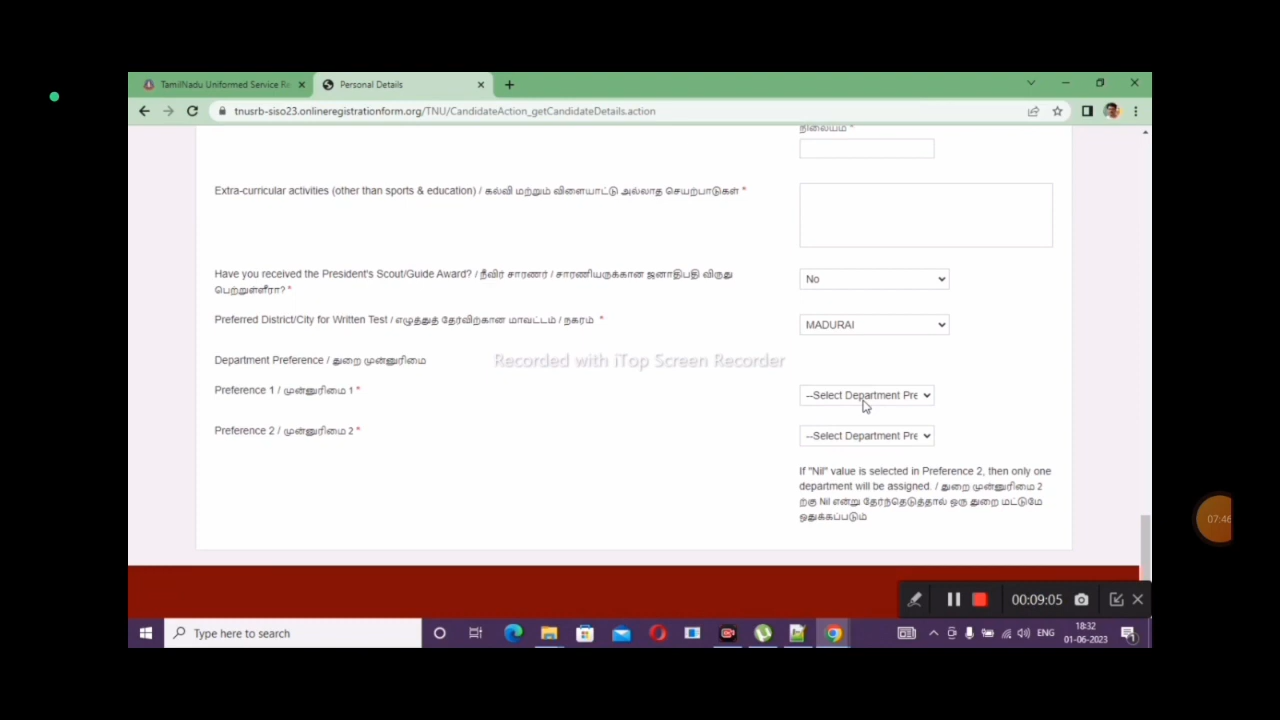 TamilNadu Uniformed Service Re
Personal Details
tnusrb-siso23.onlineregistrationform.org/TNU/CandidateAction_getCandidateDetails.action
நிலையம் *
Extra-curricular activities (other than sports & education) / கல்வி மற்றும் விளையாட்டு அல்லாத செயற்பாடுகள் *
Have you received the President's Scout/Guide Award? / நீவிர் சாரணர் / சாரணியருக்கான ஜனாதிபதி விருது
பெற்றுள்ளீரா? *
No
Preferred District/City for Written Test / எழுத்துத் தேர்விற்கான மாவட்டம் / நகரம் *
MADURAI
Department Preference / துறை முன்னுரிமை
Recorded with iTop Screen Recorder
Preference 1 / முன்னுரிமை 1 *
--Select Department Pre
Preference 2 / முன்னுரிமை 2 *
--Select Department Pre
If "Nil" value is selected in Preference 2, then only one
department will be assigned. / துறை முன்னுரிமை 2
ற்கு Nil என்று தேர்ந்தெடுத்தால் ஒரு துறை மட்டுமே
ஒதுக்கப்படும்
07:46
00:09:05
Type here to search
ENG
18:32
01-06-2023
1